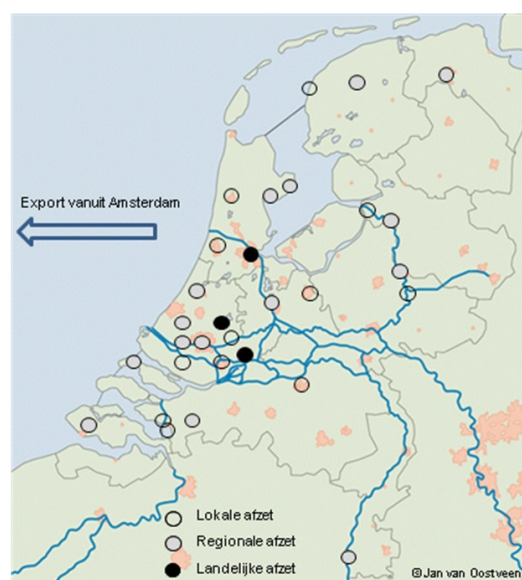 Export vanuit Amsterdam
Lokale afzet
Regionale afzet
Landelijke afzet
©Jan van Oostveen